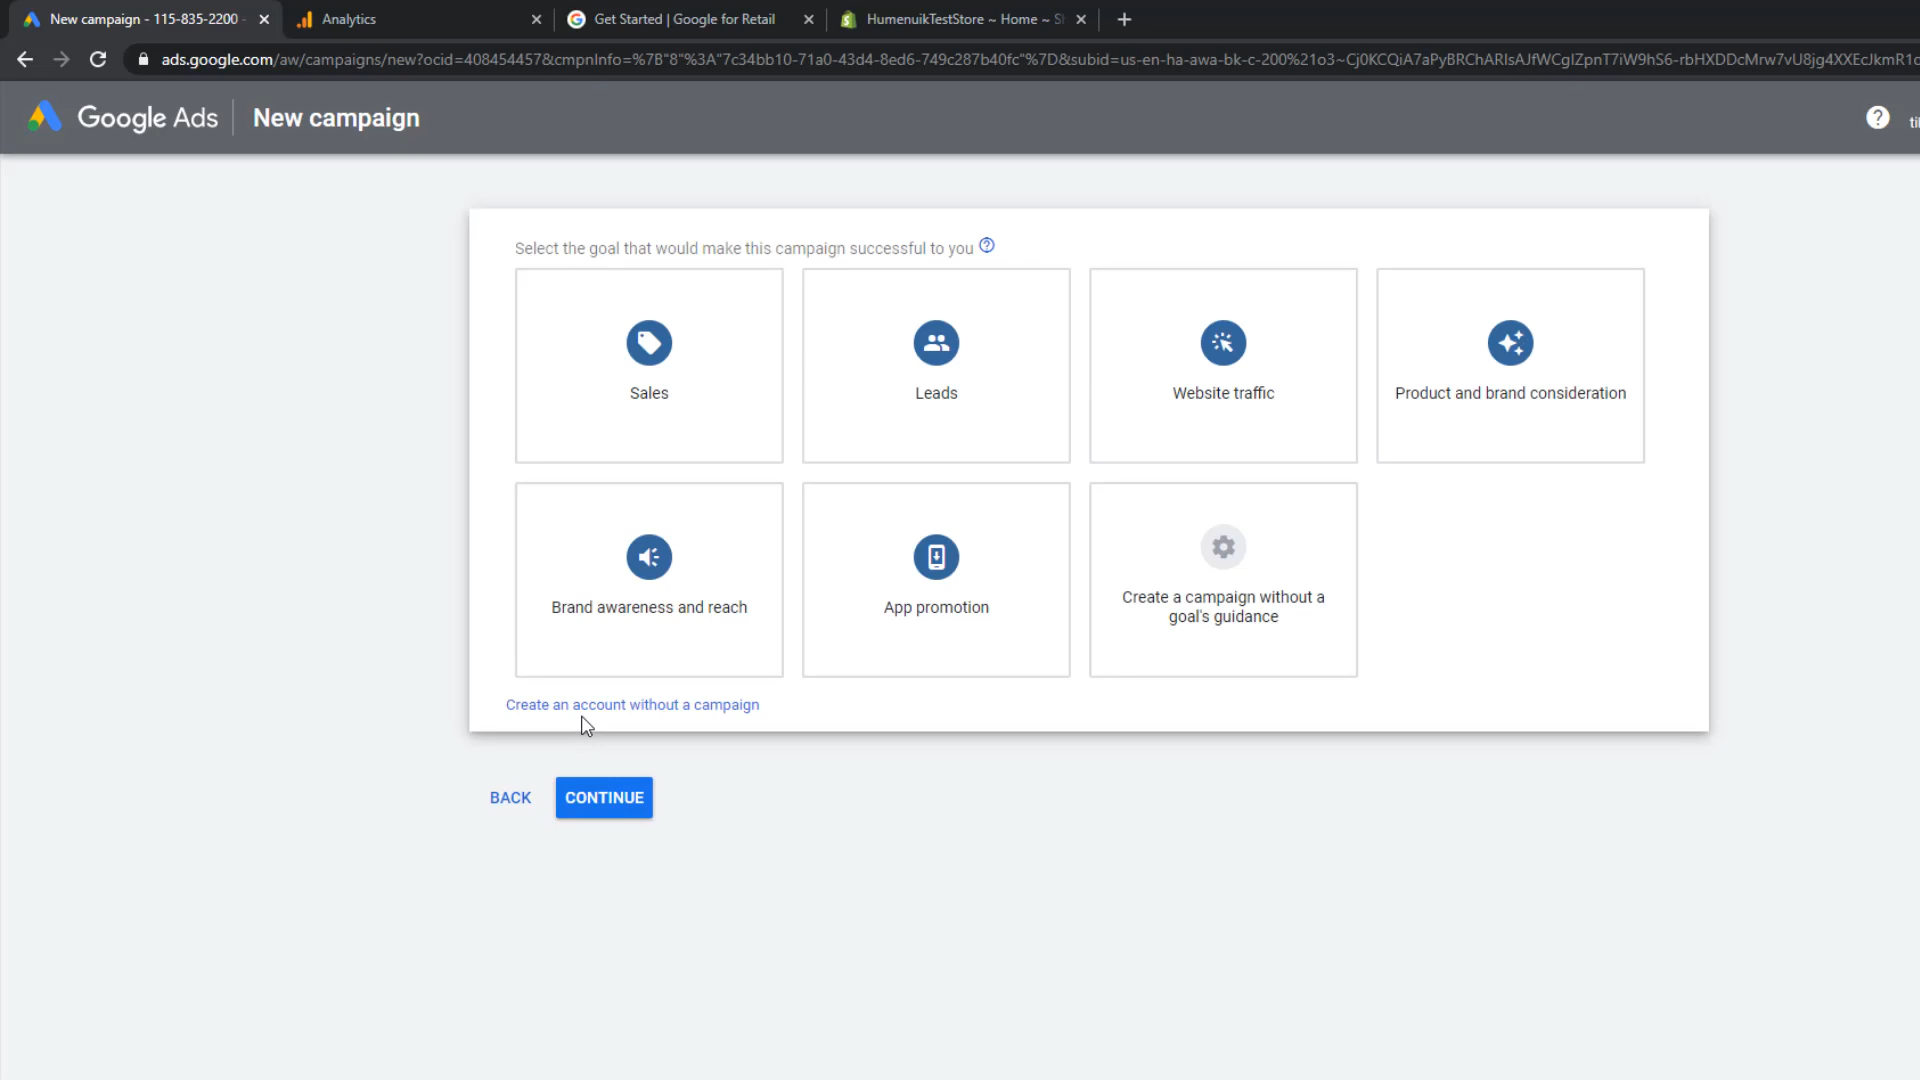 New campaign - 115-835-2200 -
Analytics
Get Started | Google for Retail
HumenuikTestStore ~ Home ~ S
ads.google.com/aw/campaigns/new?ocid=408454457&cmpnInfo=%7B"8"%3A"7c34bb10-71a0-43d4-8ed6-749c287b40fc"%7D&subid=us-en-ha-awa-bk-c-200%21o3~Cj0KCQiA7aPyBRChARIsAJfWCgIZpnT7iW9hS6-rbHXDDcMrw7vU8jg4XXEcJkmR1c
Google Ads
New campaign
?
Select the goal that would make this campaign successful to you ?
Sales
Leads
Website traffic
Product and brand consideration
Brand awareness and reach
App promotion
Create a campaign without a
goal's guidance
Create an account without a campaign
BACK
CONTINUE